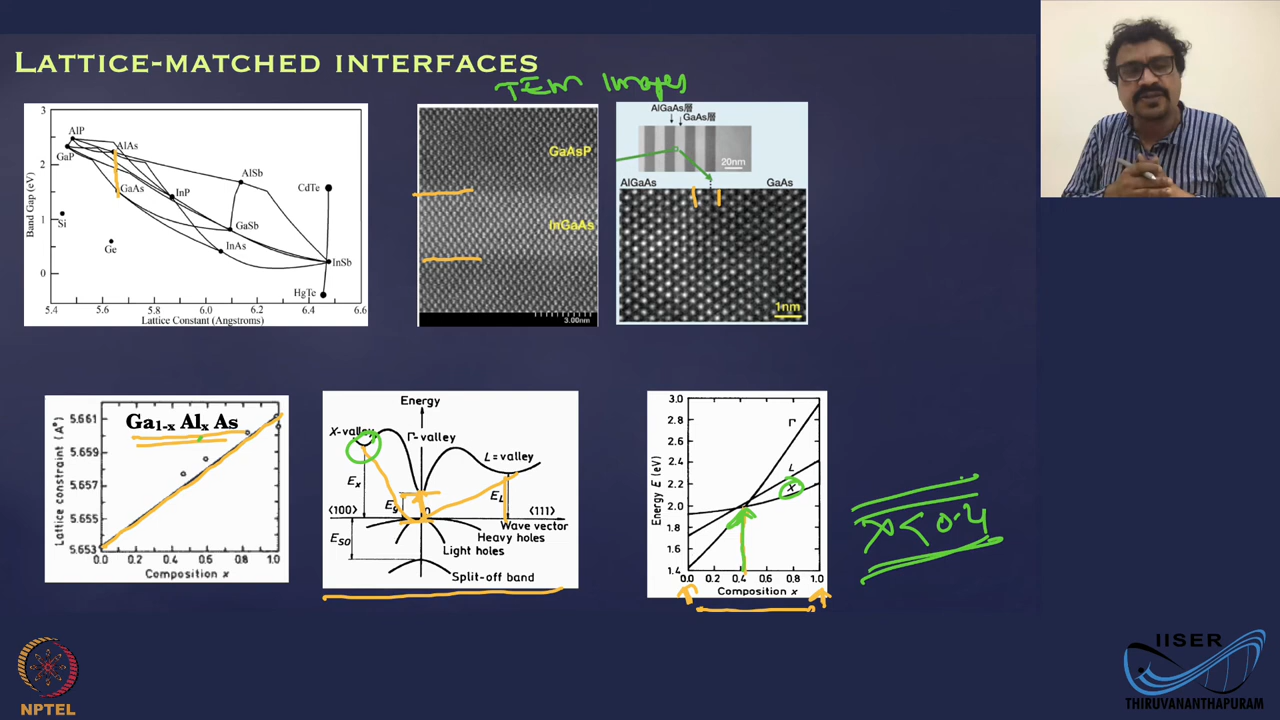 LATTICE-MATCHED INTERFACES
TEM Images
3
2
1
0
Band Gap (eV)
AlP
GaP
AlAs
GaAs
Si
Ge
InP
AlSb
GaSb
InAs
CdTe
InSb
HgTe
5.4 5.6 5.8 6.0 6.2 6.4 6.6
Lattice Constant (Angstroms)
GaAsP
InGaAs
3.00nm
AlGaAs層
GaAs層
20nm
AlGaAs GaAs
1nm
Ga1-x Alx As
Lattice constraint (A°)
5.661
5.659
5.657
5.655
5.653
0.0 0.2 0.4 0.6 0.8 1.0
Composition x
Energy
X-valley
Γ-valley
L=valley
Ex
Eg
EL
⟨100⟩ ⟨111⟩
Wave vector
Eso
Heavy holes
Light holes
Split-off band
Energy E (eV)
3.0
2.8
2.6
2.4
2.2
2.0
1.8
1.6
1.4
Γ
L
X
0.0 0.2 0.4 0.6 0.8 1.0
Composition x
x < 0.4
NPTEL
IISER
THIRUVANANTHAPURAM